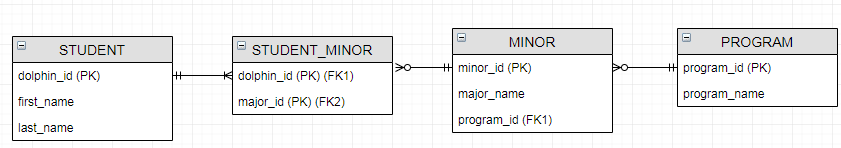 STUDENT
dolphin_id (PK)
first_name
last_name
STUDENT_MINOR
dolphin_id (PK) (FK1)
major_id (PK) (FK2)
MINOR
minor_id (PK)
major_name
program_id (FK1)
PROGRAM
program_id (PK)
program_name